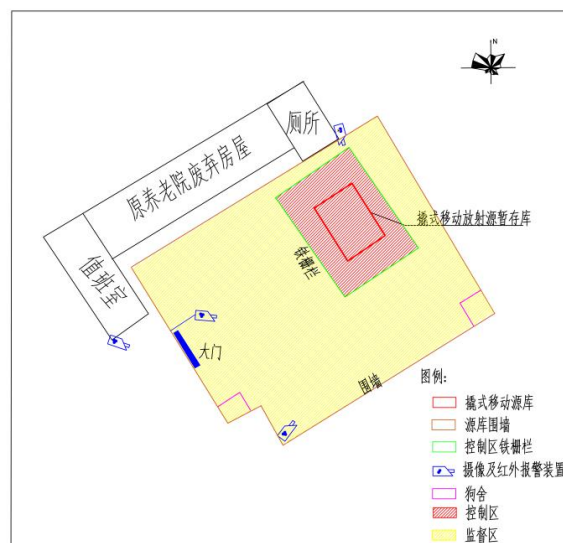 N
厕所
原养老院废弃房屋
值班室
撬式移动放射源暂存库
铁栅栏
大门
围墙
图例:
撬式移动源库
源库围墙
控制区铁栅栏
摄像及红外报警装置
狗舍
控制区
监督区